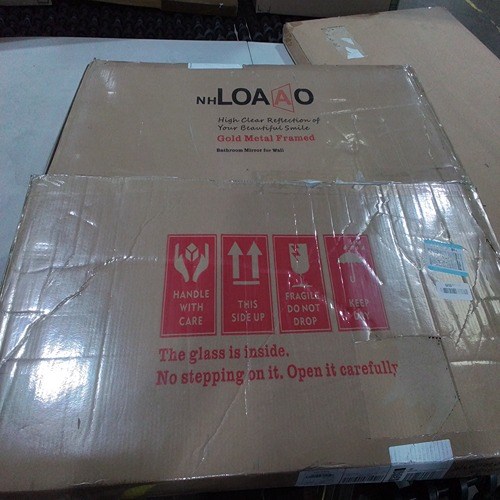 NHLOAAO
High Clear Reflection of
Your Beautiful Smile
Gold Metal Framed
Bathroom Mirror for Wall
HANDLE
WITH
CARE
THIS
SIDE UP
FRAGILE
DO NOT
DROP
KEEP
DRY
The glass is inside.
No stepping on it. Open it carefully